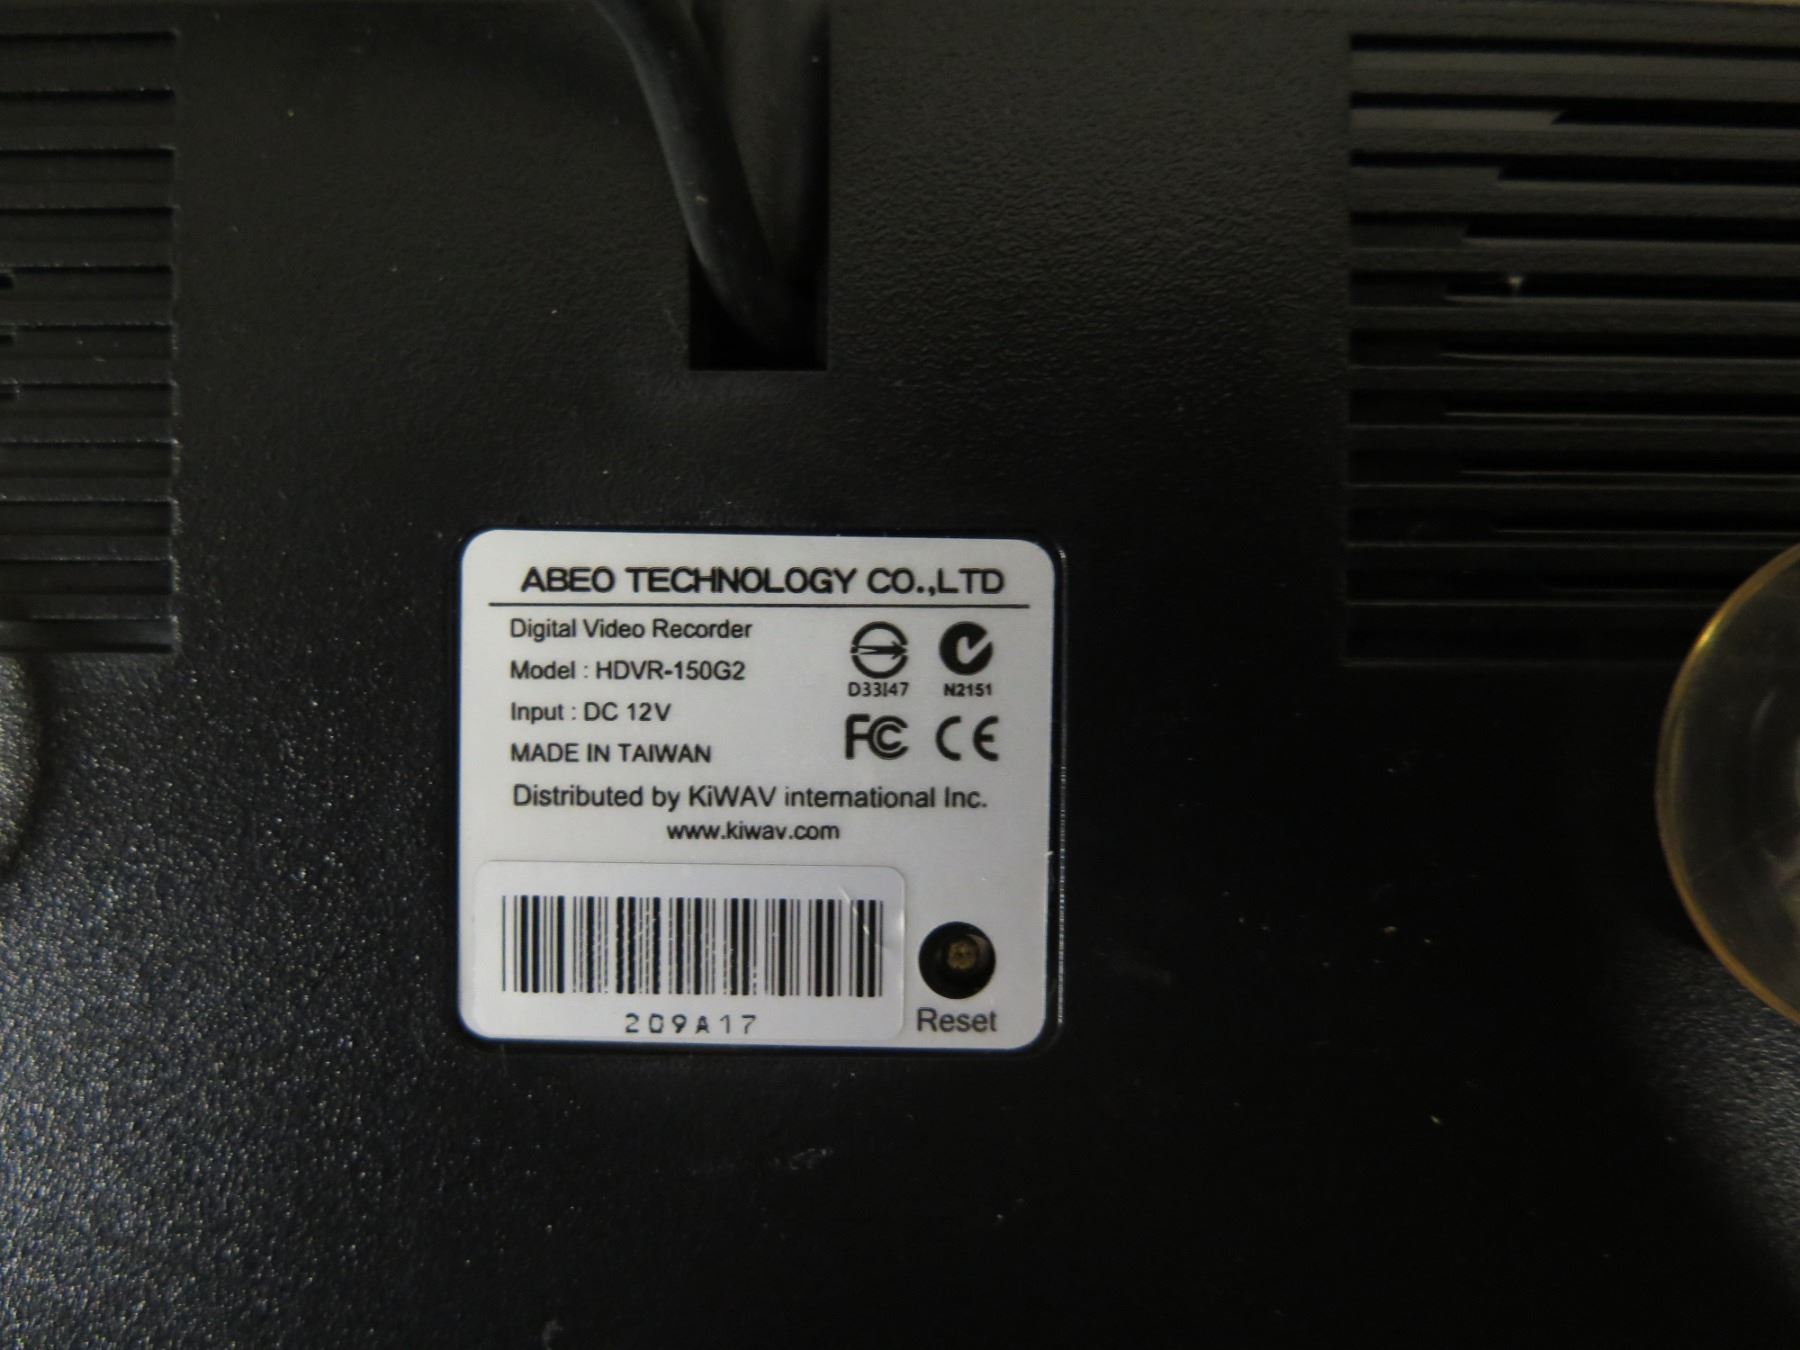 ABEO TECHNOLOGY CO.,LTD
Digital Video Recorder
Model : HDVR-150G2
Input : DC 12V
MADE IN TAIWAN
D33I47
N2151
FC CE
Distributed by KiWAV international Inc.
www.kiwav.com
209A17
Reset